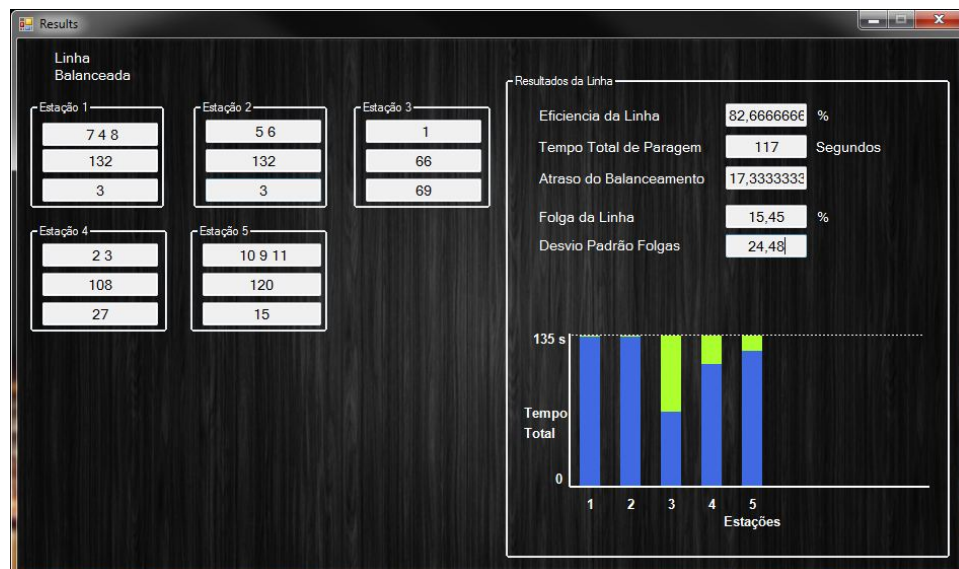 Results
Linha
Balanceada
Estação 1
7 4 8
132
3
Estação 2
5 6
132
3
Estação 3
1
66
69
Estação 4
2 3
108
27
Estação 5
10 9 11
120
15
Resultados da Linha
Eficiencia da Linha 82,6666666 %
Tempo Total de Paragem 117 Segundos
Atraso do Balanceamento 17,3333333
Folga da Linha 15,45 %
Desvio Padrão Folgas 24,48
135 s
Tempo
Total
0
1 2 3 4 5
Estações